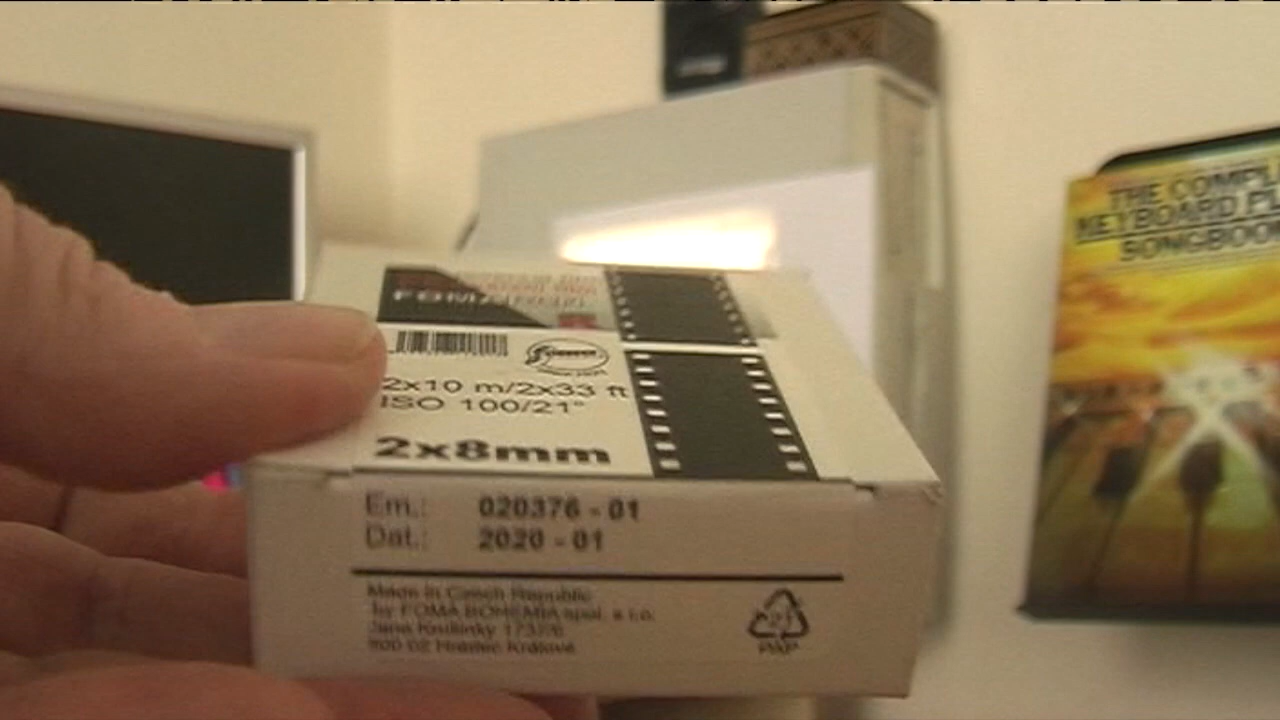 2x10 m/2x33 ft
ISO 100/21°
2x8mm
Em.: 020376 - 01
Dat.: 2020 - 01
Made in Czech Republic
by FOMA BOHEMIA spol. s r.o.
Jana Krušinky 1737/6
500 02 Hradec Králové
PAP
THE COMPL
KEYBOARD PL
SONGBOO